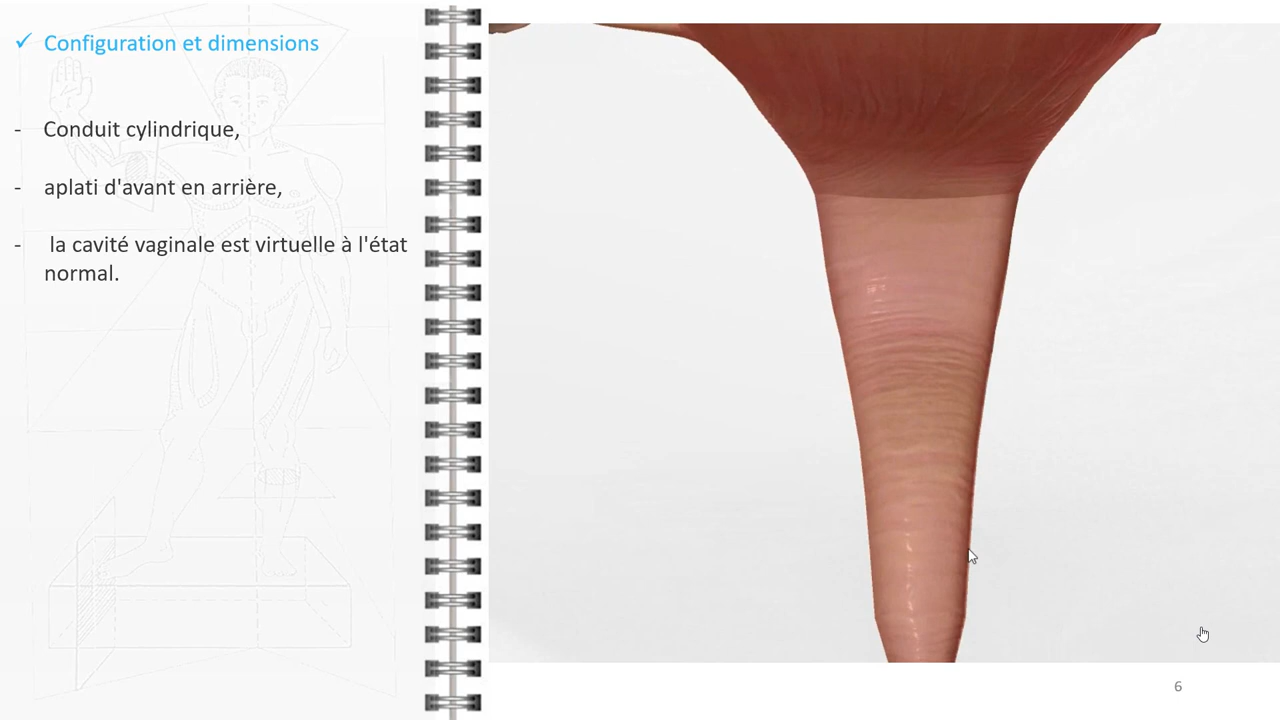 ✓ Configuration et dimensions
- Conduit cylindrique,
- aplati d'avant en arrière,
- la cavité vaginale est virtuelle à l'état
normal.
6